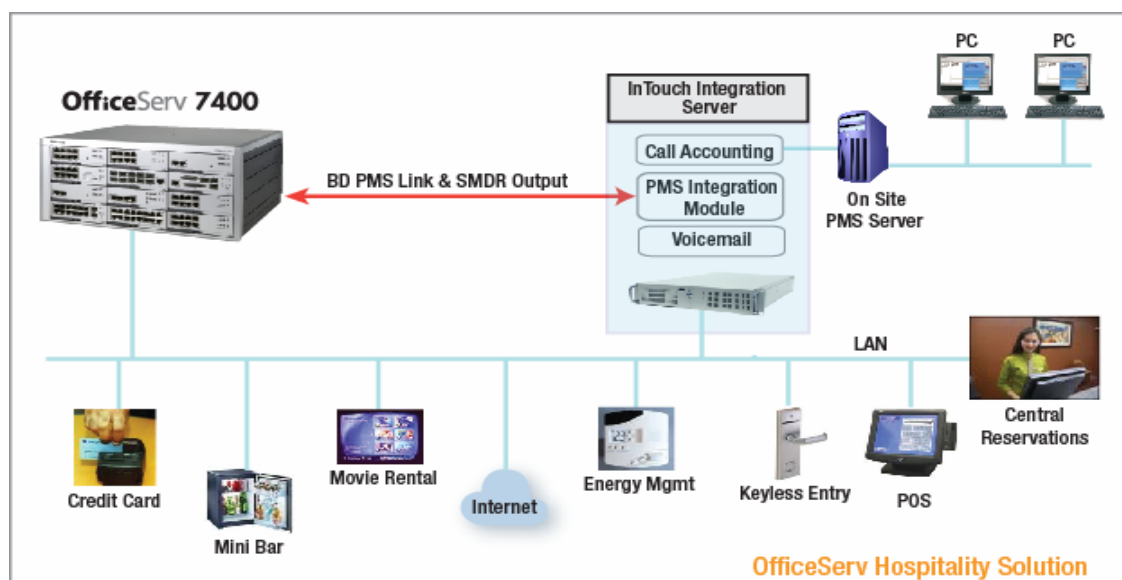 OfficeServ 7400
BD PMS Link & SMDR Output
InTouch Integration
Server
Call Accounting
PMS Integration
Module
Voicemail
On Site
PMS Server
PC
PC
LAN
Credit Card
Mini Bar
Movie Rental
Internet
Energy Mgmt
Keyless Entry
POS
Central
Reservations
OfficeServ Hospitality Solution